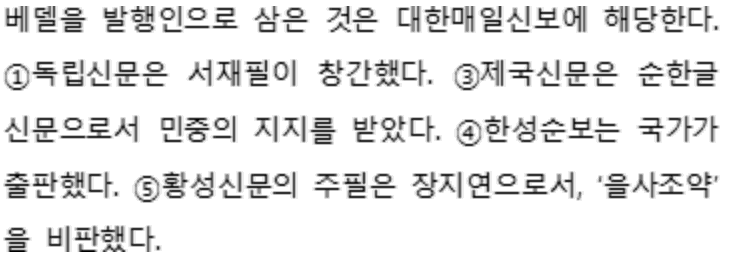 베델을 발행인으로 삼은 것은 대한매일신보에 해당한다.
①독립신문은 서재필이 창간했다. ③제국신문은 순한글
신문으로서 민중의 지지를 받았다. ④한성순보는 국가가
출판했다. ⑤황성신문의 주필은 장지연으로서, ‘을사조약’
을 비판했다.